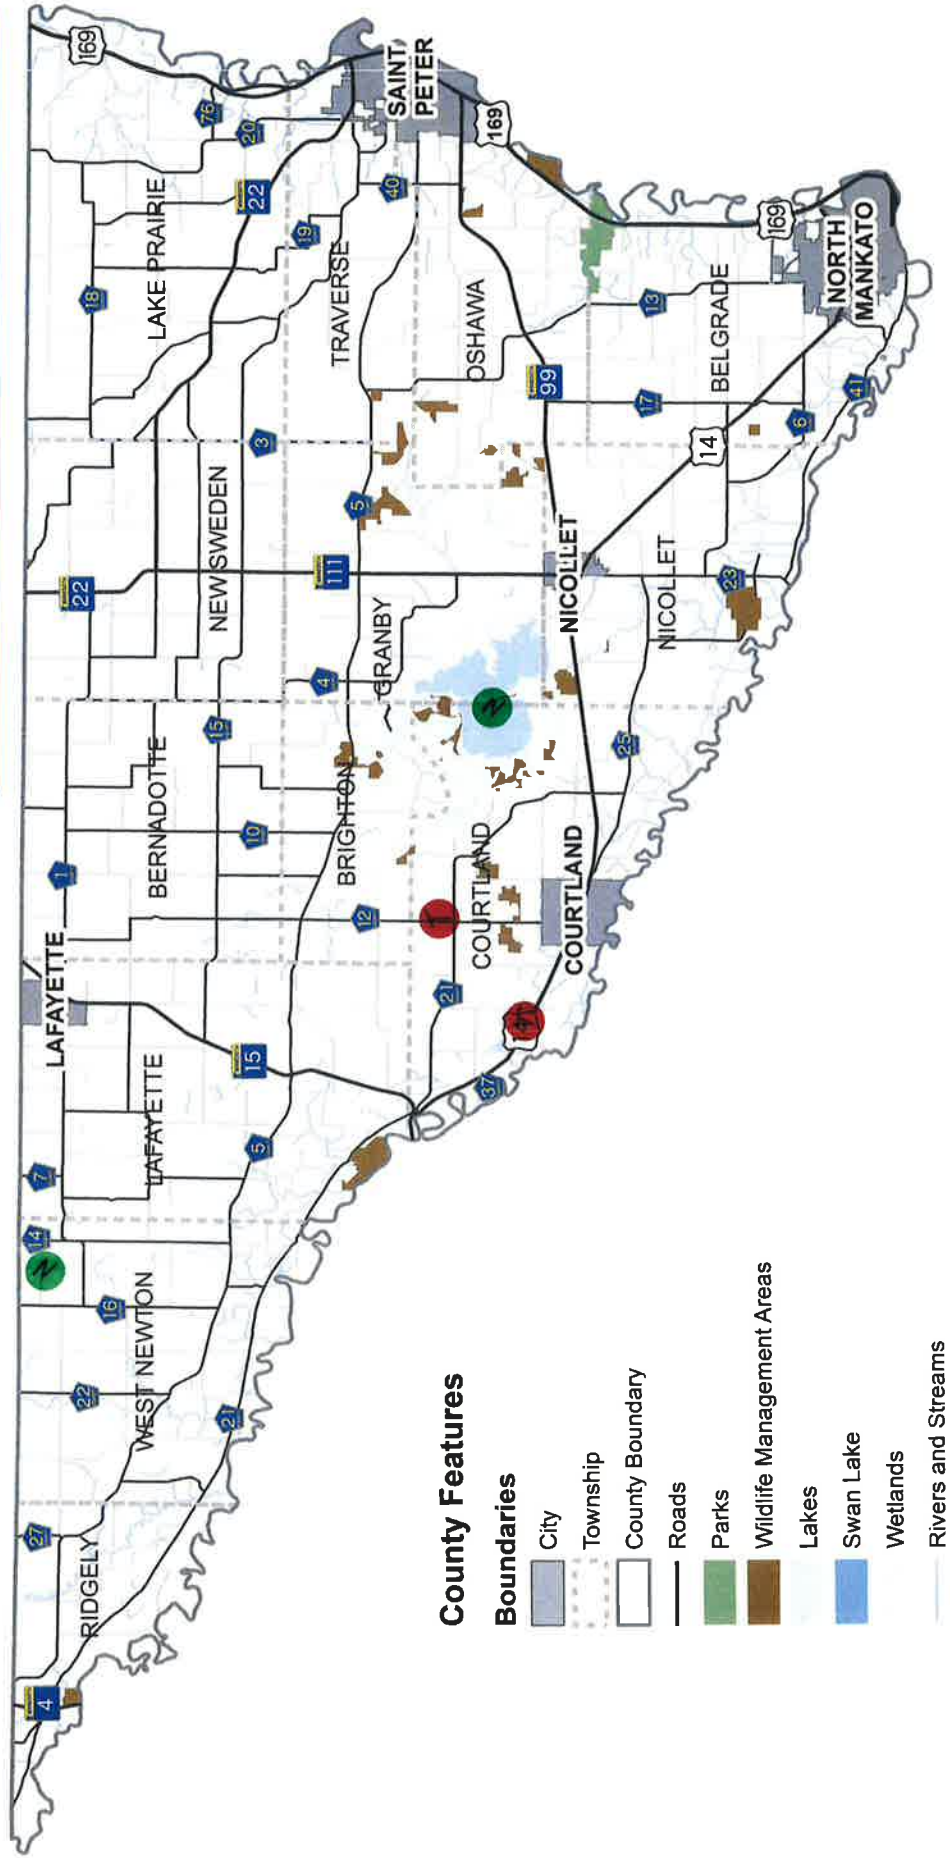 4
27
14
N
7
LAFAYETTE
1
22
18
169
RIDGELY
22
16
WEST NEWTON
LAFAYETTE
BERNADOTTE
LAKE PRAIRIE
76
21
5
15
10
15
NEW SWEDEN
3
22
20
19
BRIGHTON
4
111
TRAVERSE
12
GRANBY
5
40
SAINT
PETER
21
COURTLAND
OSHAWA
169
37
14
N
99
COURTLAND
NICOLLET
25
17
13
NICOLLET
14
BELGRADE
23
169
6
NORTH
MANKATO
41
County Features
Boundaries
City
Township
County Boundary
Roads
Parks
Wildlife Management Areas
Lakes
Swan Lake
Wetlands
Rivers and Streams